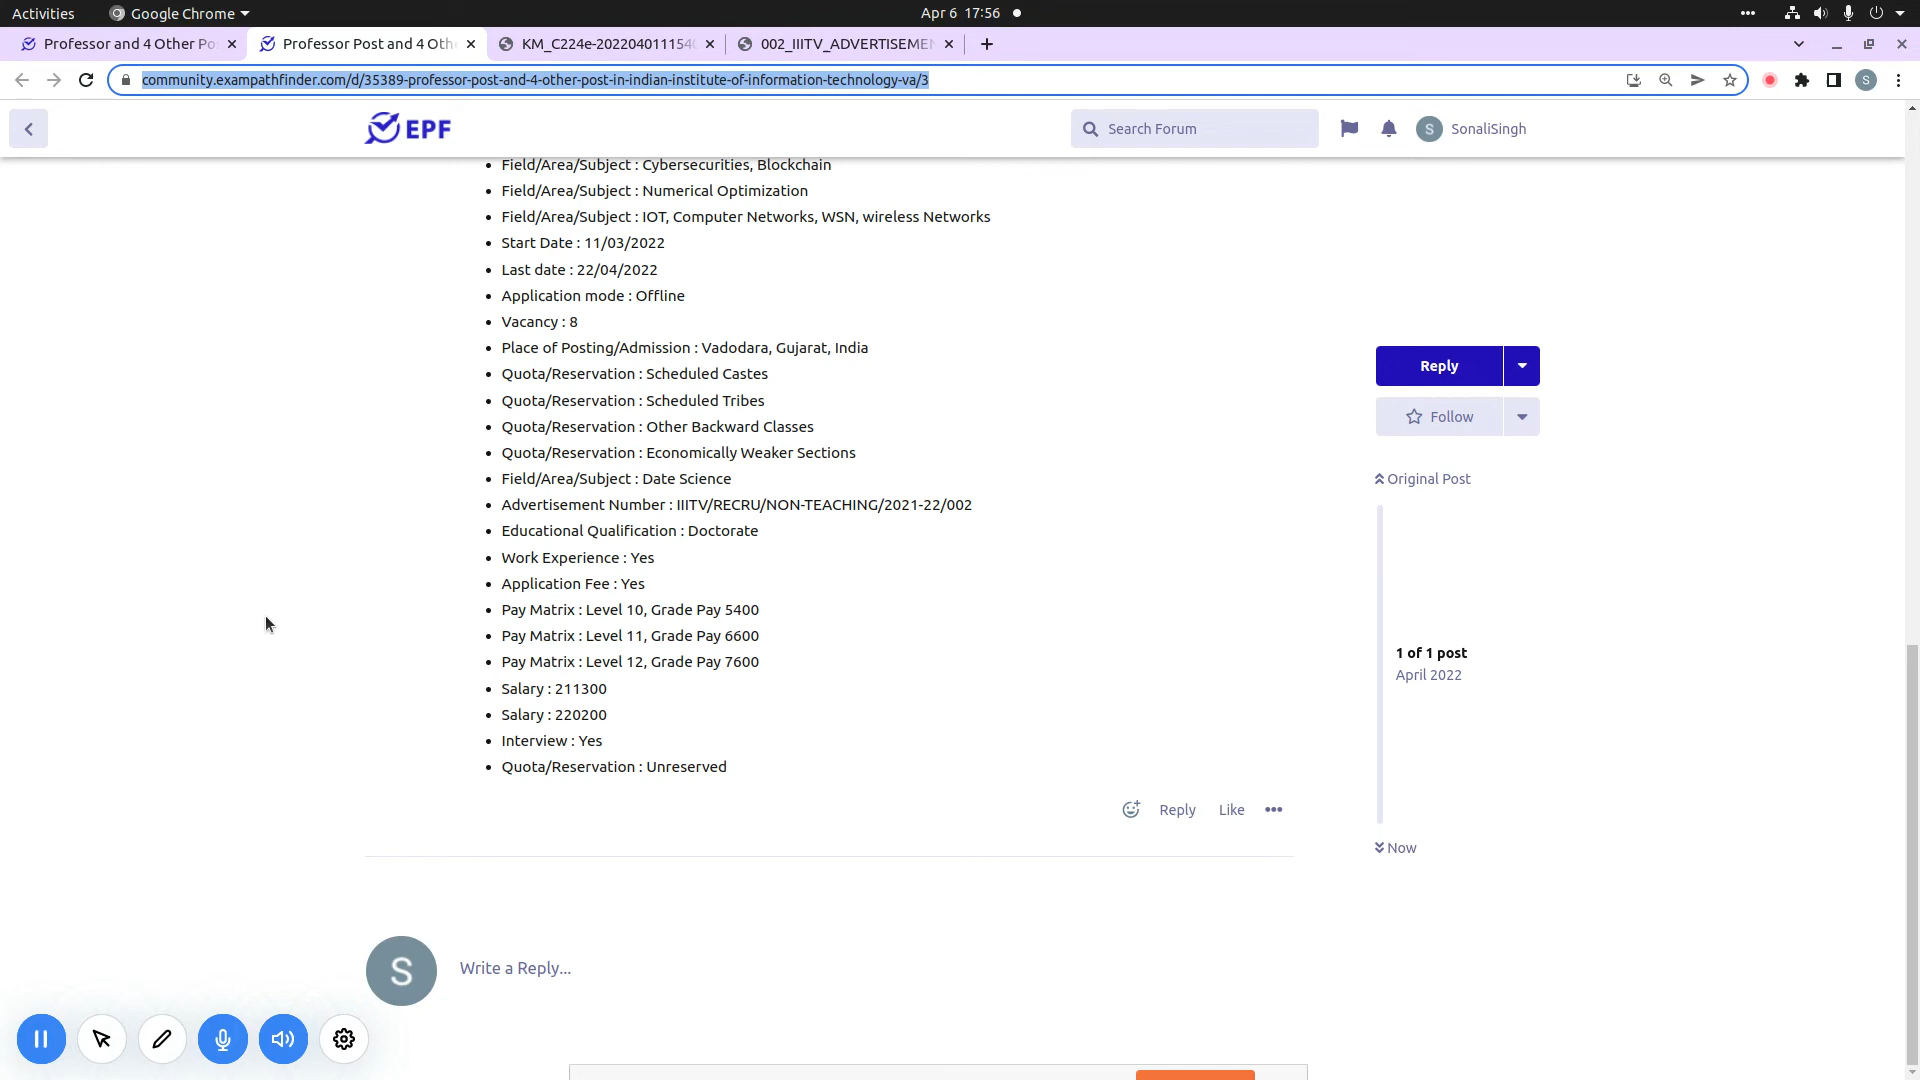 Activities
Google Chrome
Apr 6 17:56
Professor and 4 Other Po
Professor Post and 4 Oth
KM_C224e-20220401115
002_IIITV_ADVERTISEME
community.exampathfinder.com/d/35389-professor-post-and-4-other-post-in-indian-institute-of-information-technology-va/3
S
EPF
Search Forum
S
SonaliSingh
Field/Area/Subject : Cybersecurities, Blockchain
Field/Area/Subject : Numerical Optimization
Field/Area/Subject : IOT, Computer Networks, WSN, wireless Networks
Start Date : 11/03/2022
Last date : 22/04/2022
Application mode : Offline
Vacancy : 8
Place of Posting/Admission : Vadodara, Gujarat, India
Quota/Reservation : Scheduled Castes
Quota/Reservation : Scheduled Tribes
Quota/Reservation : Other Backward Classes
Quota/Reservation : Economically Weaker Sections
Field/Area/Subject : Date Science
Advertisement Number : IIITV/RECRU/NON-TEACHING/2021-22/002
Educational Qualification : Doctorate
Work Experience : Yes
Application Fee : Yes
Pay Matrix : Level 10, Grade Pay 5400
Pay Matrix : Level 11, Grade Pay 6600
Pay Matrix : Level 12, Grade Pay 7600
Salary : 211300
Salary : 220200
Interview : Yes
Quota/Reservation : Unreserved
Reply
Like
Reply
Follow
Original Post
1 of 1 post
April 2022
Now
S
Write a Reply...